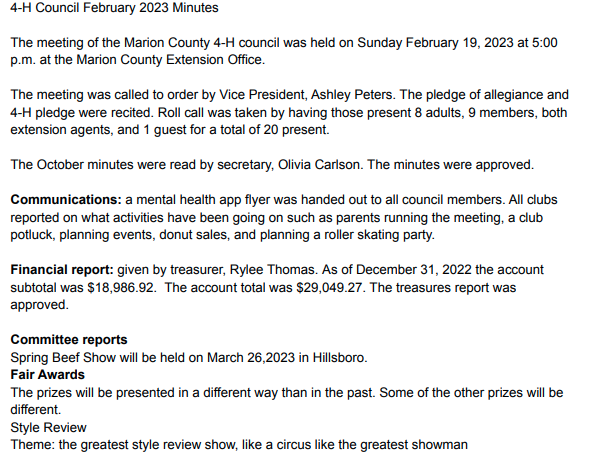 4-H Council February 2023 Minutes
The meeting of the Marion County 4-H council was held on Sunday February 19, 2023 at 5:00
p.m. at the Marion County Extension Office.
The meeting was called to order by Vice President, Ashley Peters. The pledge of allegiance and
4-H pledge were recited. Roll call was taken by having those present 8 adults, 9 members, both
extension agents, and 1 guest for a total of 20 present.
The October minutes were read by secretary, Olivia Carlson. The minutes were approved.
Communications: a mental health app flyer was handed out to all council members. All clubs
reported on what activities have been going on such as parents running the meeting, a club
potluck, planning events, donut sales, and planning a roller skating party.
Financial report: given by treasurer, Rylee Thomas. As of December 31, 2022 the account
subtotal was $18,986.92.  The account total was $29,049.27. The treasures report was
approved.
Committee reports
Spring Beef Show will be held on March 26,2023 in Hillsboro.
Fair Awards
The prizes will be presented in a different way than in the past. Some of the other prizes will be
different.
Style Review
Theme: the greatest style review show, like a circus like the greatest showman